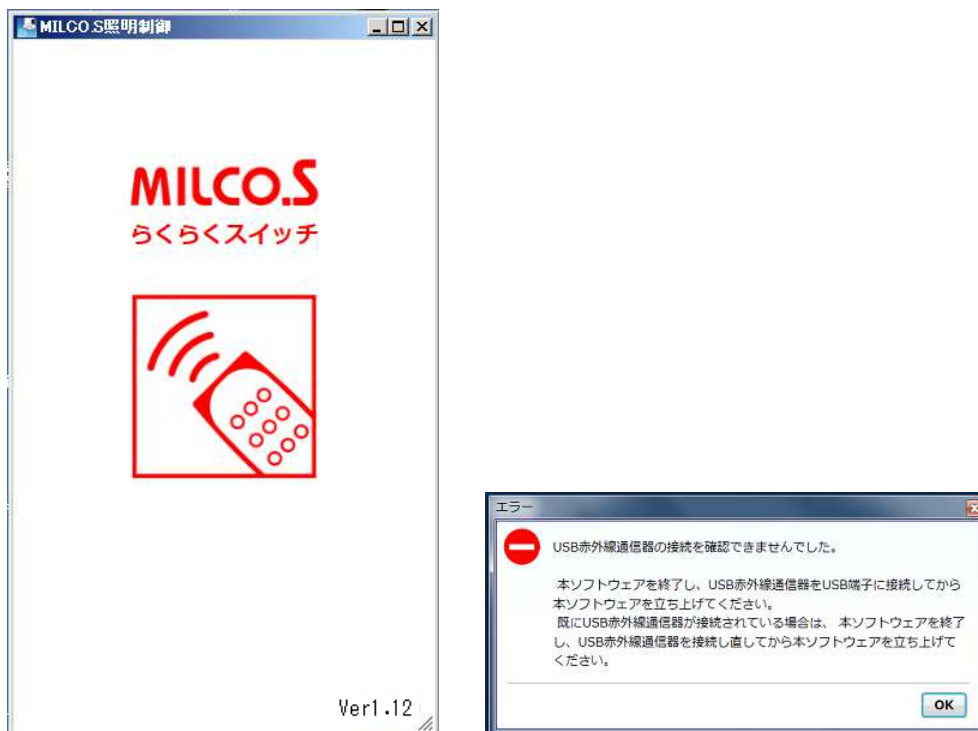 MILCO.S照明制御
MILCO.S
らくらくスイッチ
Ver1.12
エラー
USB赤外線通信器の接続を確認できませんでした。
本ソフトウェアを終了し、USB赤外線通信器をUSB端子に接続してから
本ソフトウェアを立ち上げてください。
既にUSB赤外線通信器が接続されている場合は、 本ソフトウェアを終了
し、USB赤外線通信器を接続し直してから本ソフトウェアを立ち上げて
ください。
OK